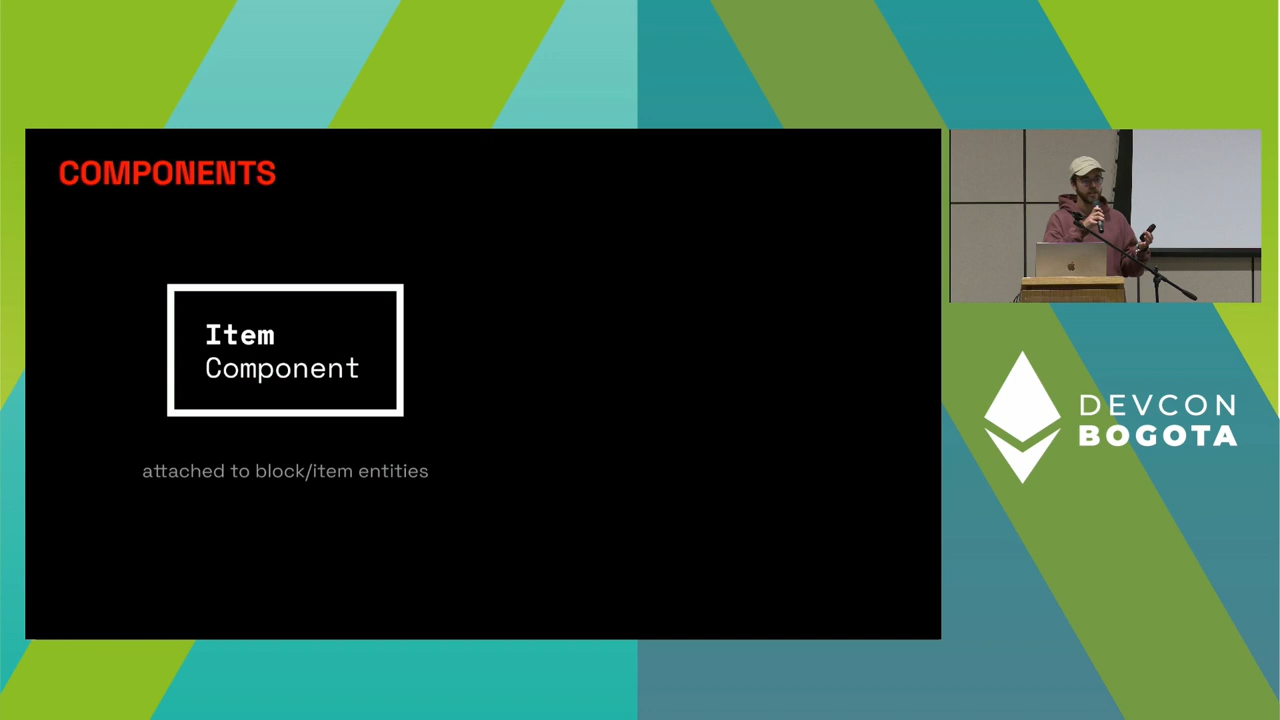 COMPONENTS
Item
Component
attached to block/item entities
DEVCON
BOGOTA